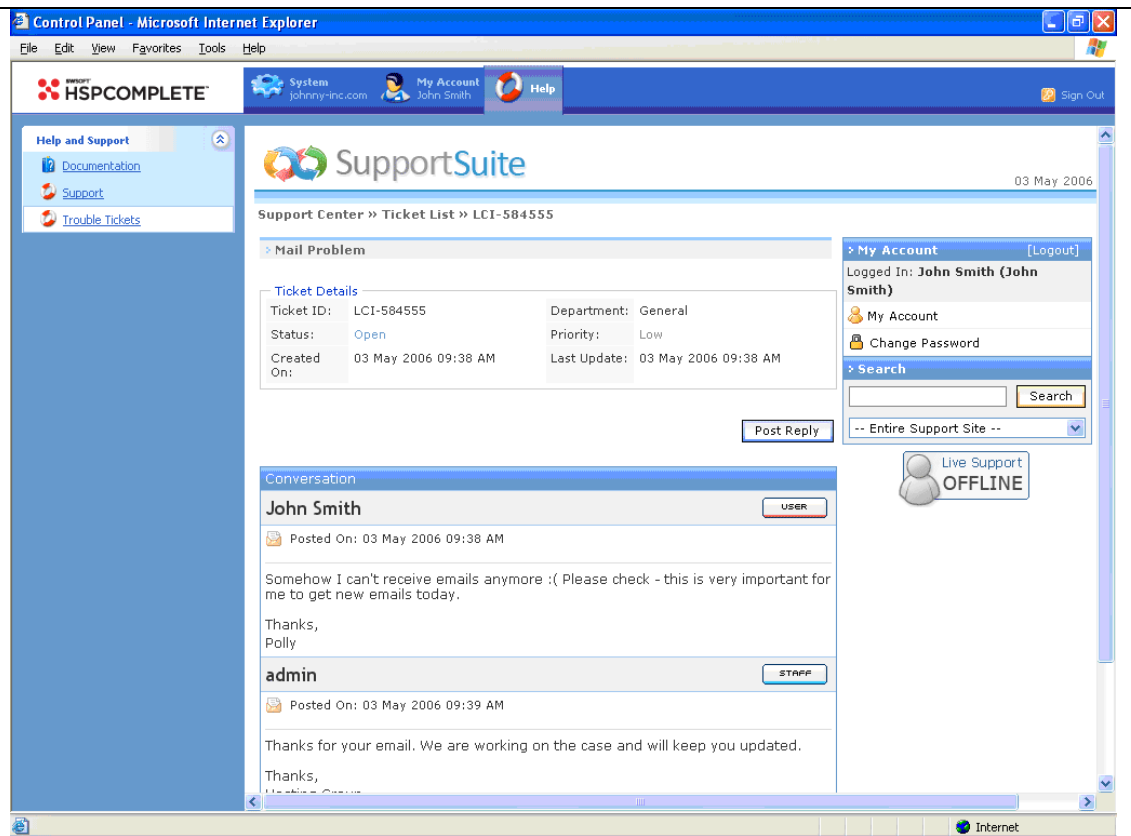 Control Panel - Microsoft Internet Explorer
File Edit View Favorites Tools Help
SWSOFT
HSPCOMPLETE
System
johnny-inc.com
My Account
John Smith
Help
Sign Out
Help and Support
Documentation
Support
Trouble Tickets
SupportSuite
03 May 2006
Support Center » Ticket List » LCI-584555
> Mail Problem
Ticket Details
Ticket ID: LCI-584555 Department: General
Status: Open Priority: Low
Created On: 03 May 2006 09:38 AM Last Update: 03 May 2006 09:38 AM
Post Reply
> My Account [Logout]
Logged In: John Smith (John
Smith)
My Account
Change Password
> Search
Search
-- Entire Support Site --
Live Support
OFFLINE
Conversation
John Smith USER
Posted On: 03 May 2006 09:38 AM
Somehow I can't receive emails anymore :( Please check - this is very important for
me to get new emails today.
Thanks,
Polly
admin STAFF
Posted On: 03 May 2006 09:39 AM
Thanks for your email. We are working on the case and will keep you updated.
Thanks,
Internet